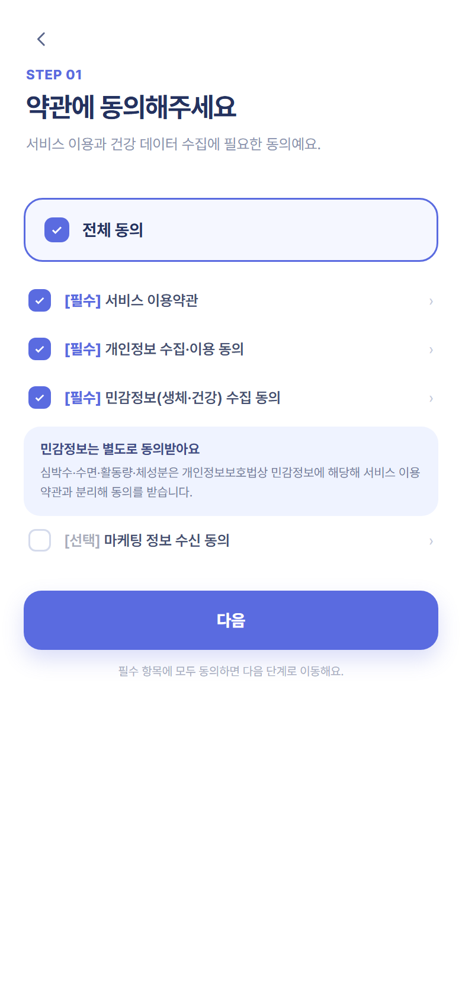 STEP 01
약관에 동의해주세요
서비스 이용과 건강 데이터 수집에 필요한 동의예요.
전체 동의
[필수] 서비스 이용약관 ›
[필수] 개인정보 수집·이용 동의 ›
[필수] 민감정보(생체·건강) 수집 동의 ›
민감정보는 별도로 동의받아요
심박수·수면·활동량·체성분은 개인정보보호법상 민감정보에 해당해 서비스 이용
약관과 분리해 동의를 받습니다.
[선택] 마케팅 정보 수신 동의 ›
다음
필수 항목에 모두 동의하면 다음 단계로 이동해요.